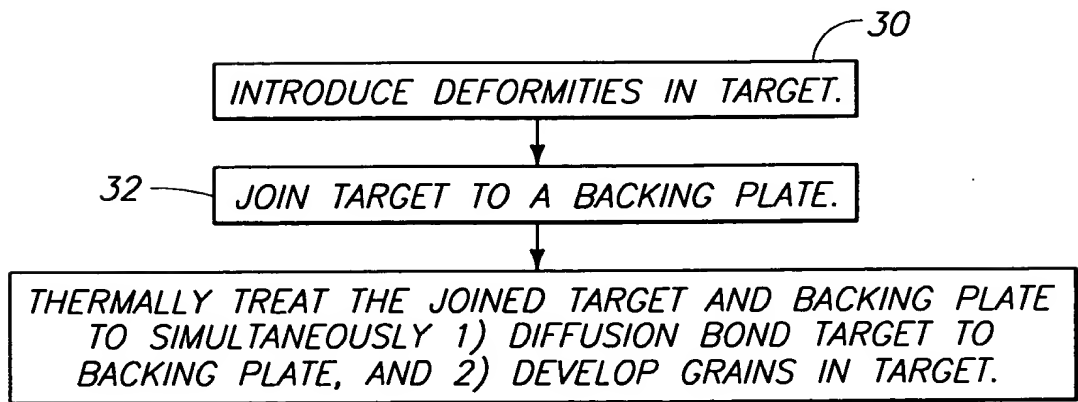 30
INTRODUCE DEFORMITIES IN TARGET.
32
JOIN TARGET TO A BACKING PLATE.
THERMALLY TREAT THE JOINED TARGET AND BACKING PLATE
TO SIMULTANEOUSLY 1) DIFFUSION BOND TARGET TO
BACKING PLATE, AND 2) DEVELOP GRAINS IN TARGET.